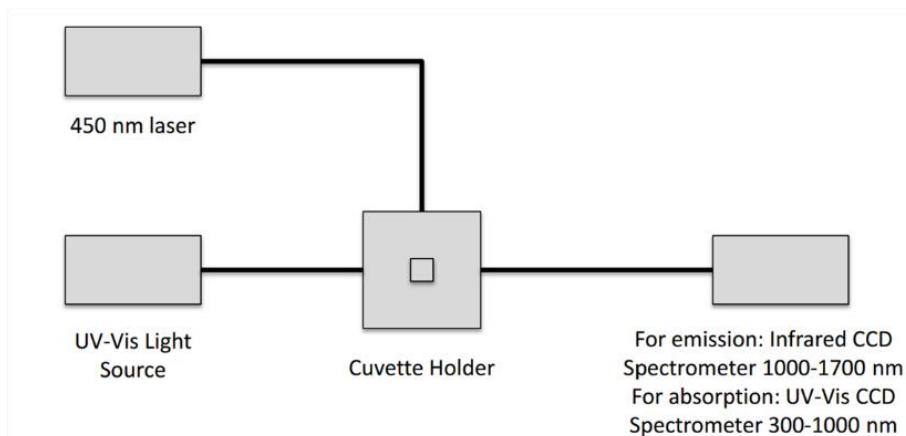 450 nm laser
UV-Vis Light
Source
Cuvette Holder
For emission: Infrared CCD
Spectrometer 1000-1700 nm
For absorption: UV-Vis CCD
Spectrometer 300-1000 nm